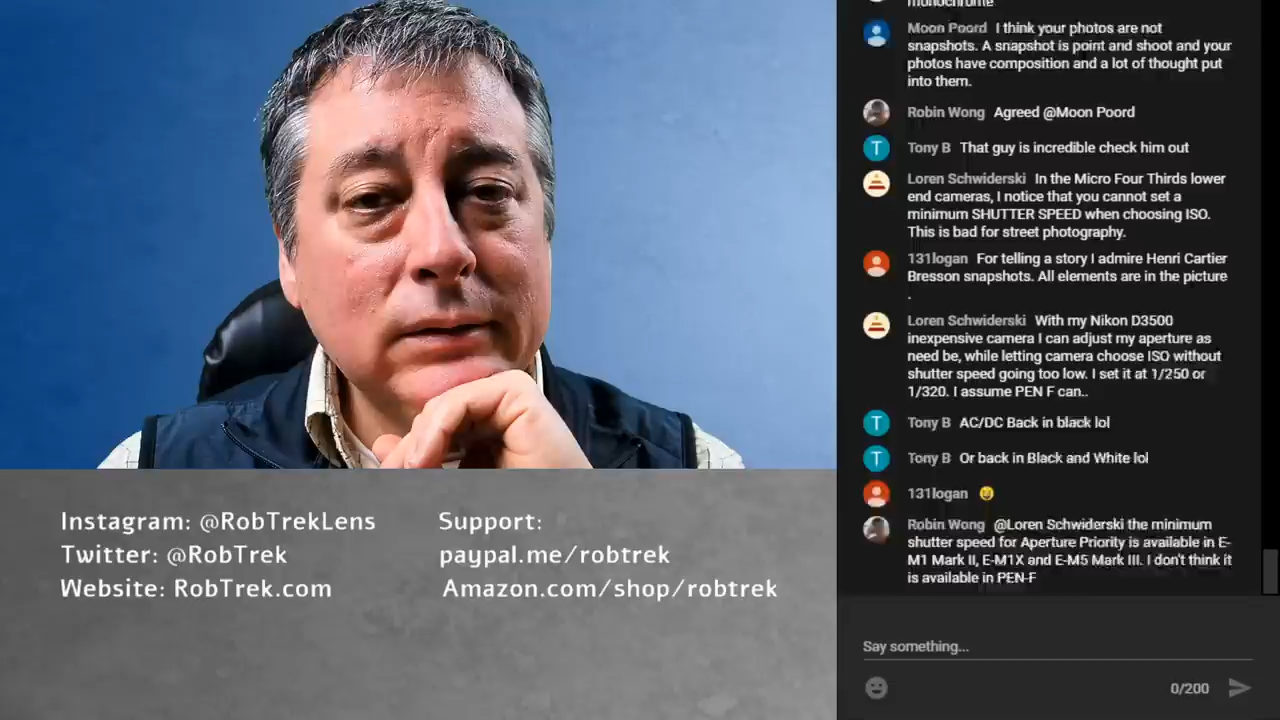 monochrome
Moon Poord I think your photos are not
snapshots. A snapshot is point and shoot and your
photos have composition and a lot of thought put
into them.
Robin Wong Agreed @Moon Poord
T Tony B That guy is incredible check him out
Loren Schwiderski In the Micro Four Thirds lower
end cameras, I notice that you cannot set a
minimum SHUTTER SPEED when choosing ISO.
This is bad for street photography.
131logan For telling a story I admire Henri Cartier
Bresson snapshots. All elements are in the picture
.
Loren Schwiderski With my Nikon D3500
inexpensive camera I can adjust my aperture as
need be, while letting camera choose ISO without
shutter speed going too low. I set it at 1/250 or
1/320. I assume PEN F can..
T Tony B AC/DC Back in black lol
T Tony B Or back in Black and White lol
131logan
Robin Wong @Loren Schwiderski the minimum
shutter speed for Aperture Priority is available in E-
M1 Mark II, E-M1X and E-M5 Mark III. I don't think it
is available in PEN-F
Say something...
0/200
Instagram: @RobTrekLens
Twitter: @RobTrek
Website: RobTrek.com
Support:
paypal.me/robtrek
Amazon.com/shop/robtrek